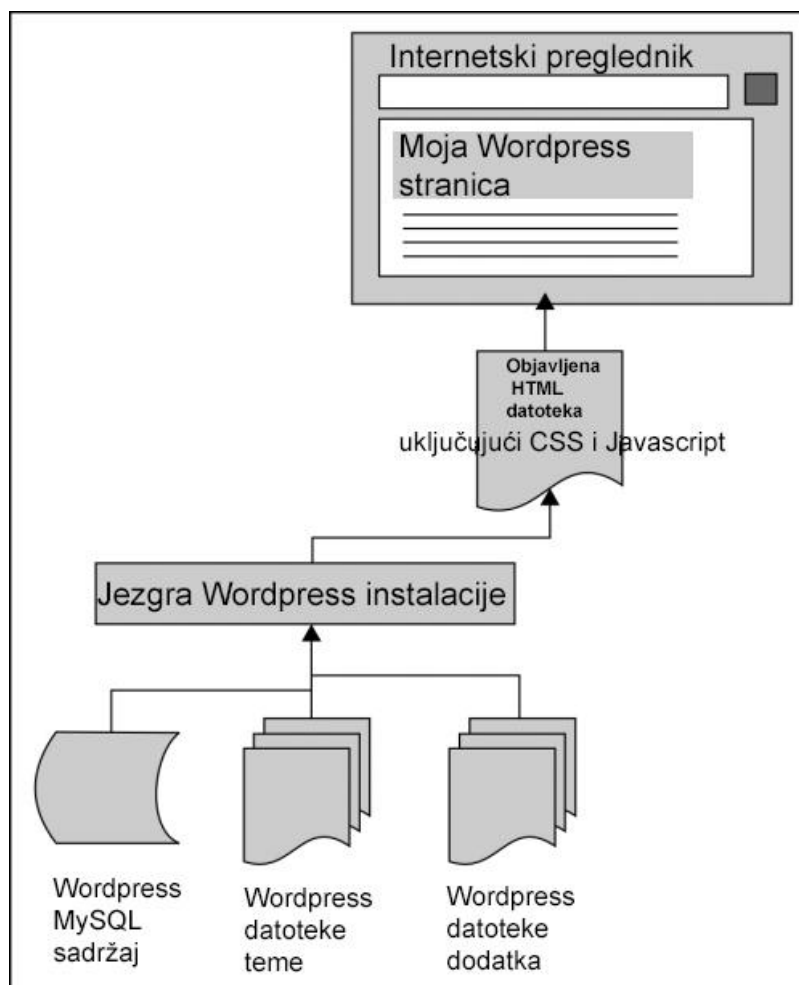 Internetski preglednik
Moja Wordpress
stranica
Objavljena
HTML
datoteka
uključujući CSS i Javascript
Jezgra Wordpress instalacije
Wordpress
MySQL
sadržaj
Wordpress
datoteke
teme
Wordpress
datoteke
dodatka